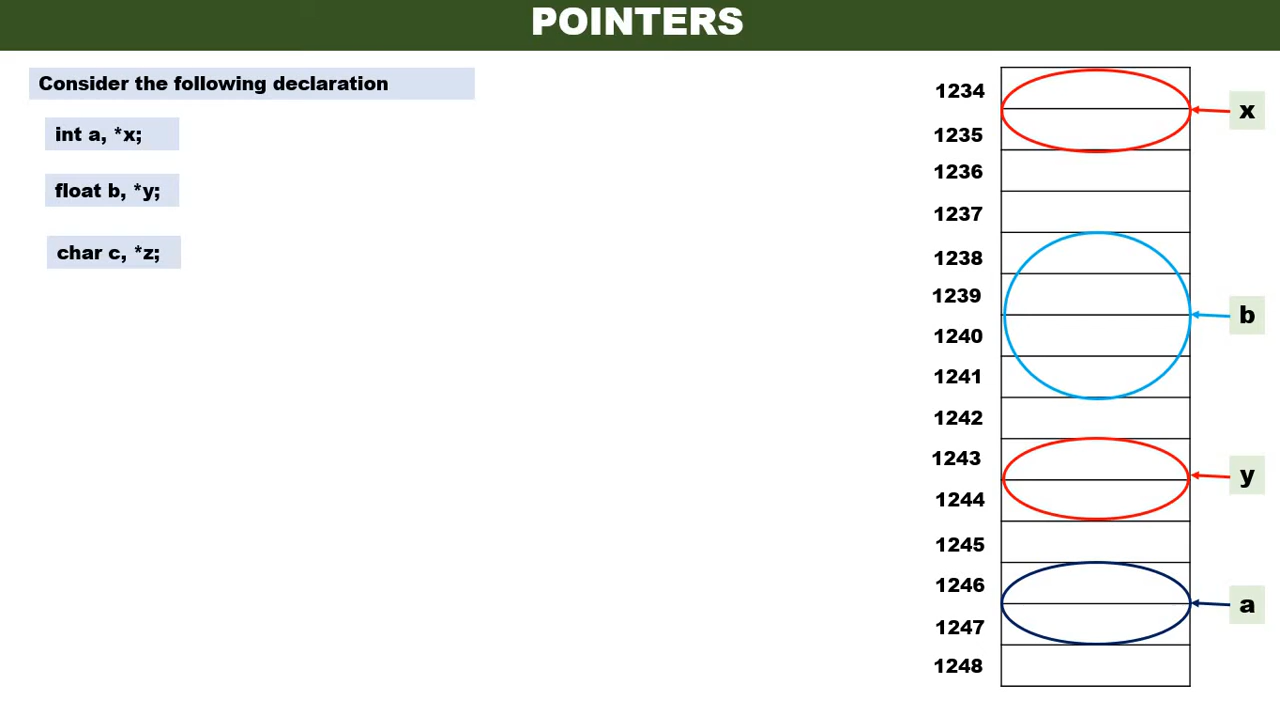 POINTERS
Consider the following declaration
int a, *x;
float b, *y;
char c, *z;
1234
1235
1236
1237
1238
1239
1240
1241
1242
1243
1244
1245
1246
1247
1248
x
b
y
a